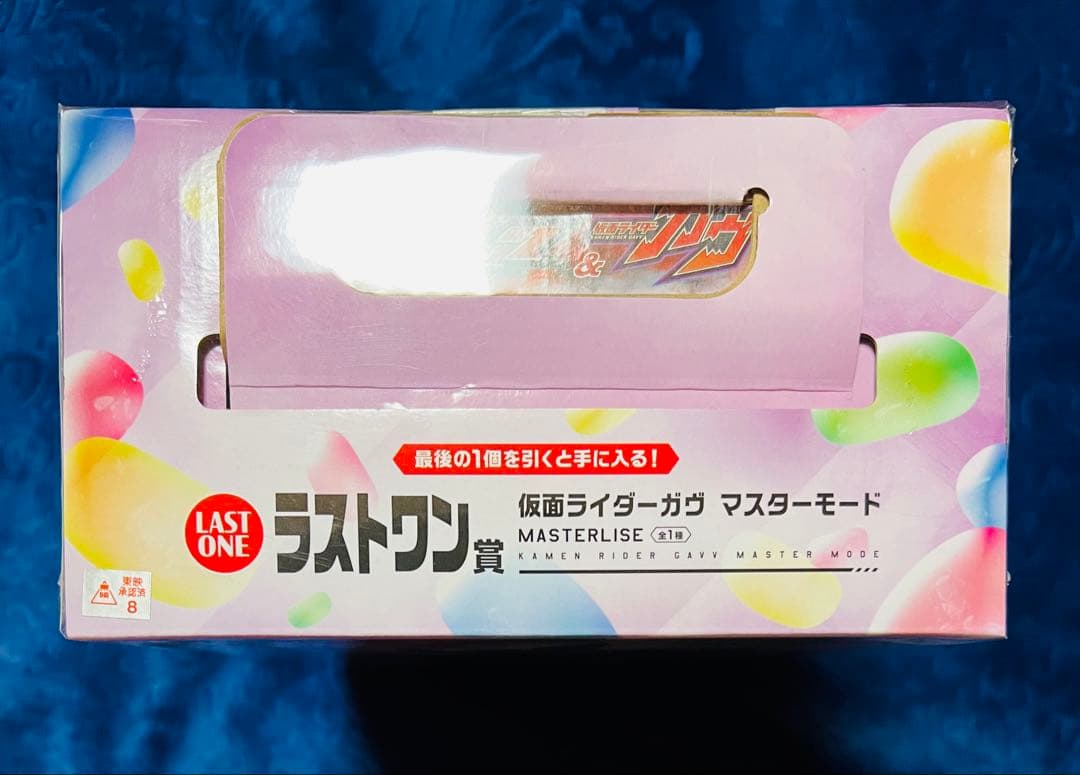 仮面ライダー
KAMEN RIDER GAVV
ガヴ
&
最後の1個を引くと手に入る!
LAST
ONE
ラストワン賞
仮面ライダーガヴ マスターモード
MASTERLISE 全1種
KAMEN RIDER GAVV MASTER MODE
東映
承認済
8